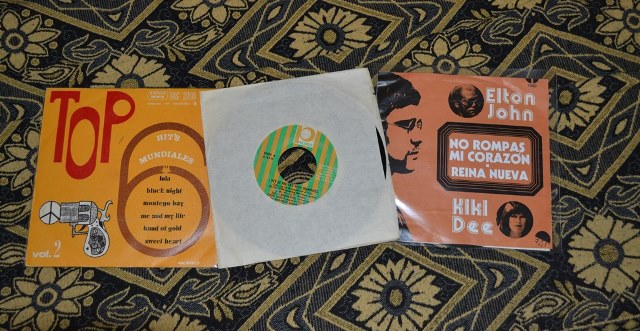 TOP
6
HITS
MUNDIALES
lola
black night
montego bay
me and my life
band of gold
sweet heart
vol. 2
Elton
John
NO ROMPAS
MI CORAZÓN
REINA NUEVA
Kiki
Dee